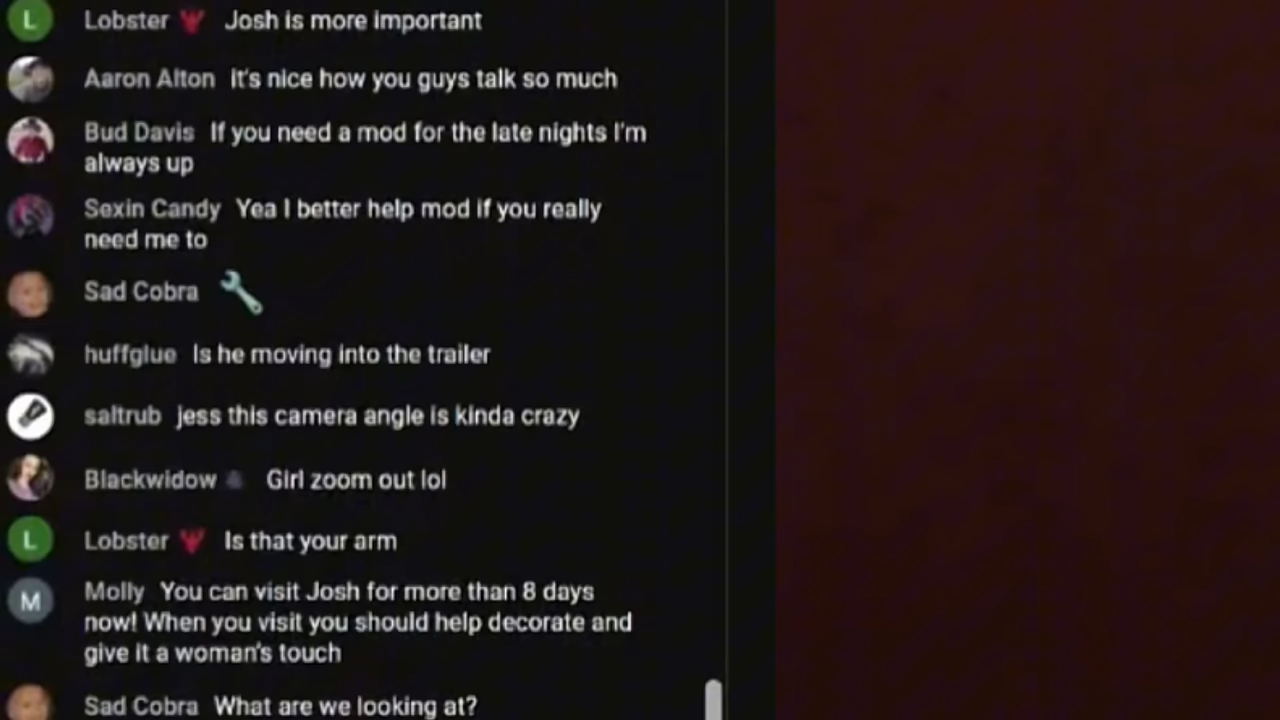 L Lobster 🦞 Josh is more important
Aaron Alton it's nice how you guys talk so much
Bud Davis If you need a mod for the late nights I'm
always up
Sexin Candy Yea I better help mod if you really
need me to
Sad Cobra 🔧
huffglue Is he moving into the trailer
saltrub jess this camera angle is kinda crazy
Blackwidow Girl zoom out lol
L Lobster 🦞 Is that your arm
M Molly You can visit Josh for more than 8 days
now! When you visit you should help decorate and
give it a woman's touch
Sad Cobra What are we looking at?